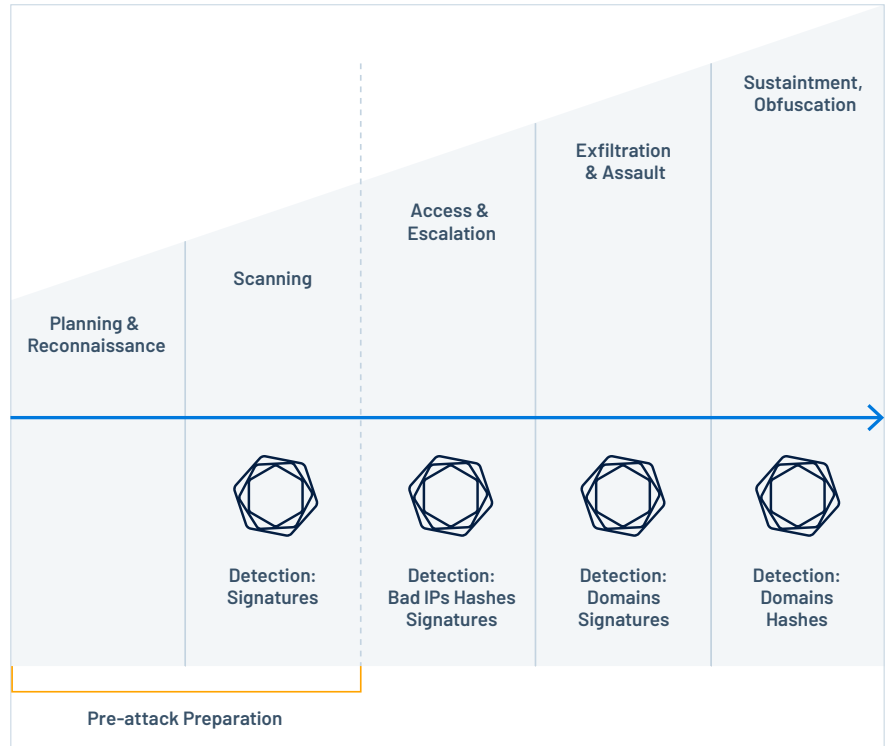 Planning &
Reconnaissance
Scanning
Access &
Escalation
Exfiltration
& Assault
Sustaintment,
Obfuscation
Detection:
Signatures
Detection:
Bad IPs Hashes
Signatures
Detection:
Domains
Signatures
Detection:
Domains
Hashes
Pre-attack Preparation